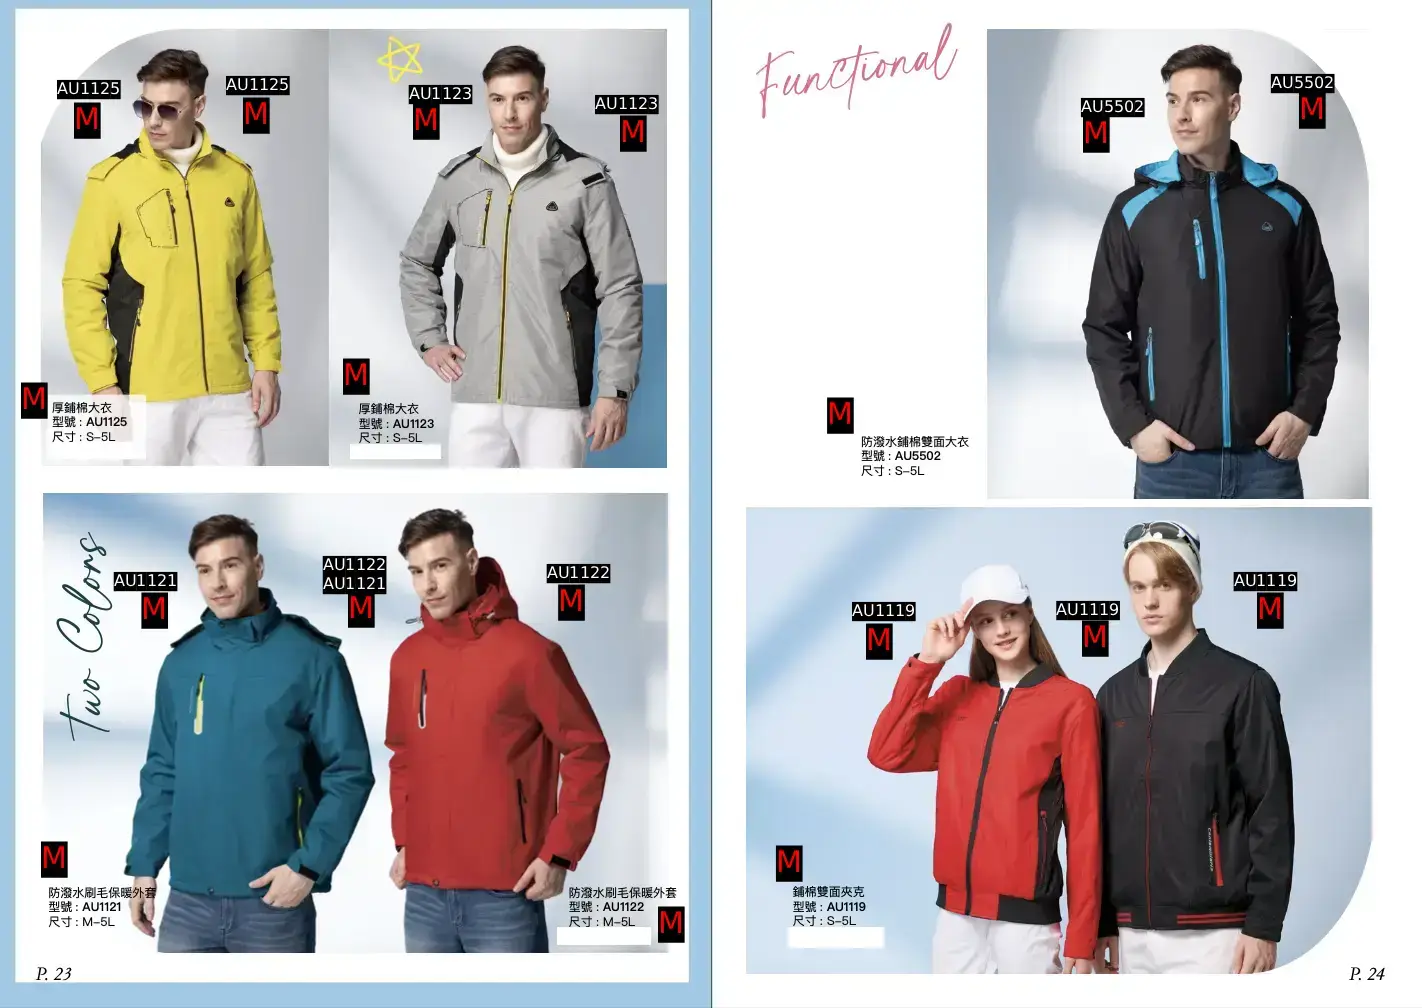 AU1125
M
AU1125
M
M
厚鋪棉大衣
型號 : AU1125
尺寸 : S–5L
AU1123
M
AU1123
M
M
厚鋪棉大衣
型號 : AU1123
尺寸 : S–5L
Two Colors
AU1121
M
AU1122
AU1121
M
AU1122
M
M
防潑水刷毛保暖外套
型號 : AU1121
尺寸 : M–5L
防潑水刷毛保暖外套
型號 : AU1122
尺寸 : M–5L
M
P. 23
Functional
AU5502
M
AU5502
M
M
防潑水鋪棉雙面大衣
型號 : AU5502
尺寸 : S–5L
AU1119
M
AU1119
M
AU1119
M
M
鋪棉雙面夾克
型號 : AU1119
尺寸 : S–5L
P. 24